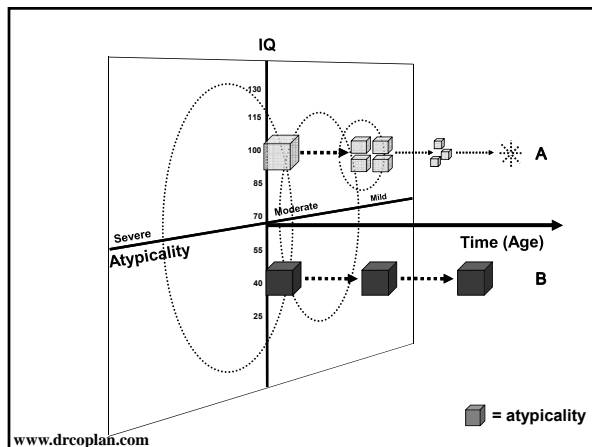 IQ
130
115
100
85
70
55
40
25
A
Mild
Moderate
Severe
Atypicality
Time (Age)
B
= atypicality
www.drcoplan.com